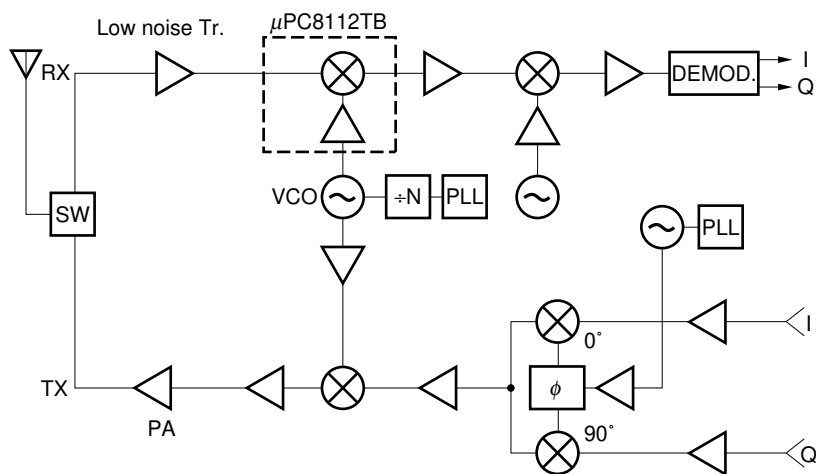 µPC8112TB
Low noise Tr.
RX
DEMOD.
I
Q
VCO
÷N
PLL
SW
PLL
0°
I
TX
φ
PA
90°
Q